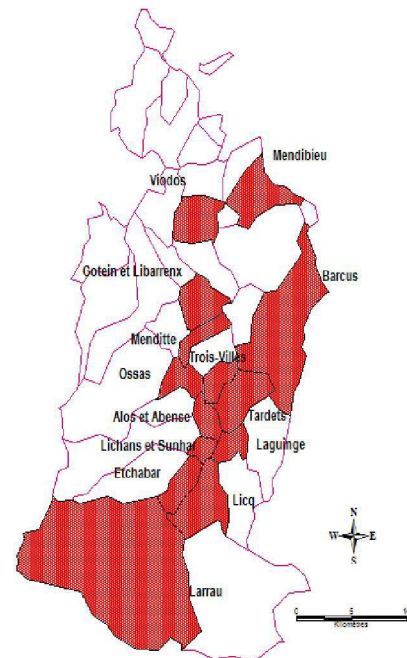 Mendibieu
Viodos
Gotein et Libarrenx
Barcus
Menditte
Trois-Villes
Ossas
Alos et Abense
Tardets
Lichans et Sunhar
Laguinge
Etchabar
Licq
N
W E
S
Larrau
0 5 1
Kilomètres